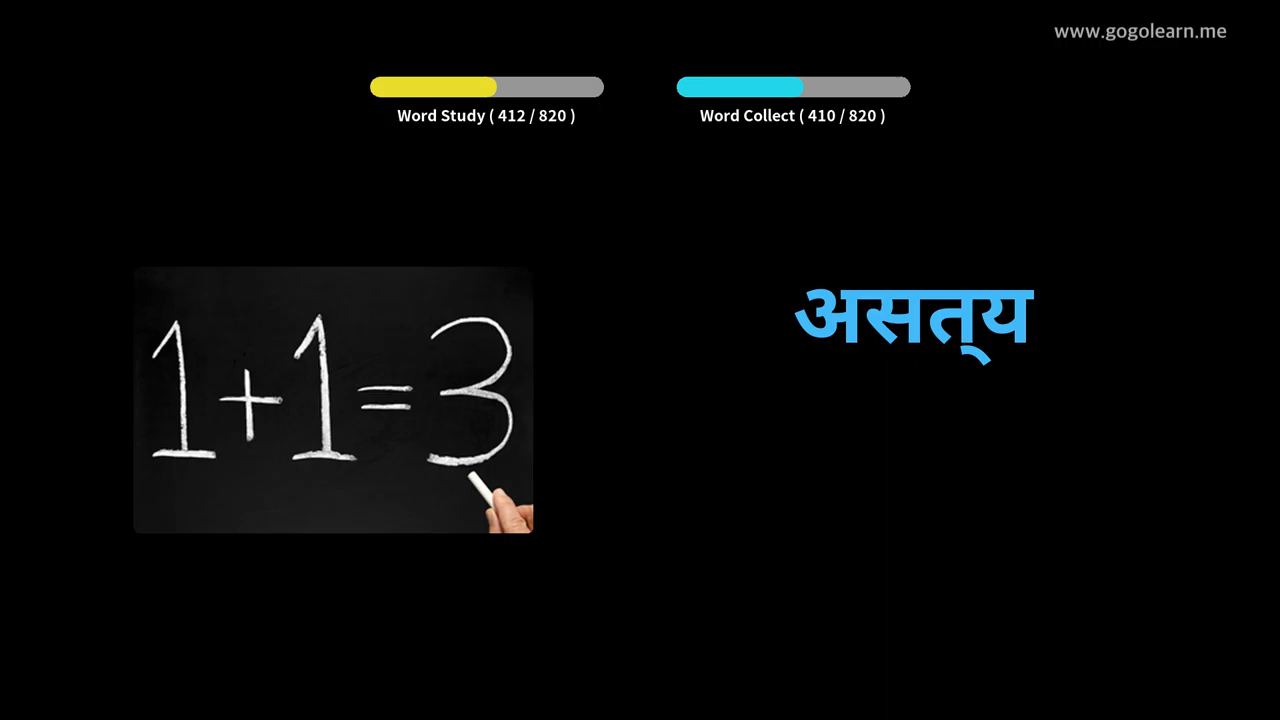 www.gogolearn.me
Word Study ( 412 / 820 )
Word Collect ( 410 / 820 )
असत्‌य
1+1=3